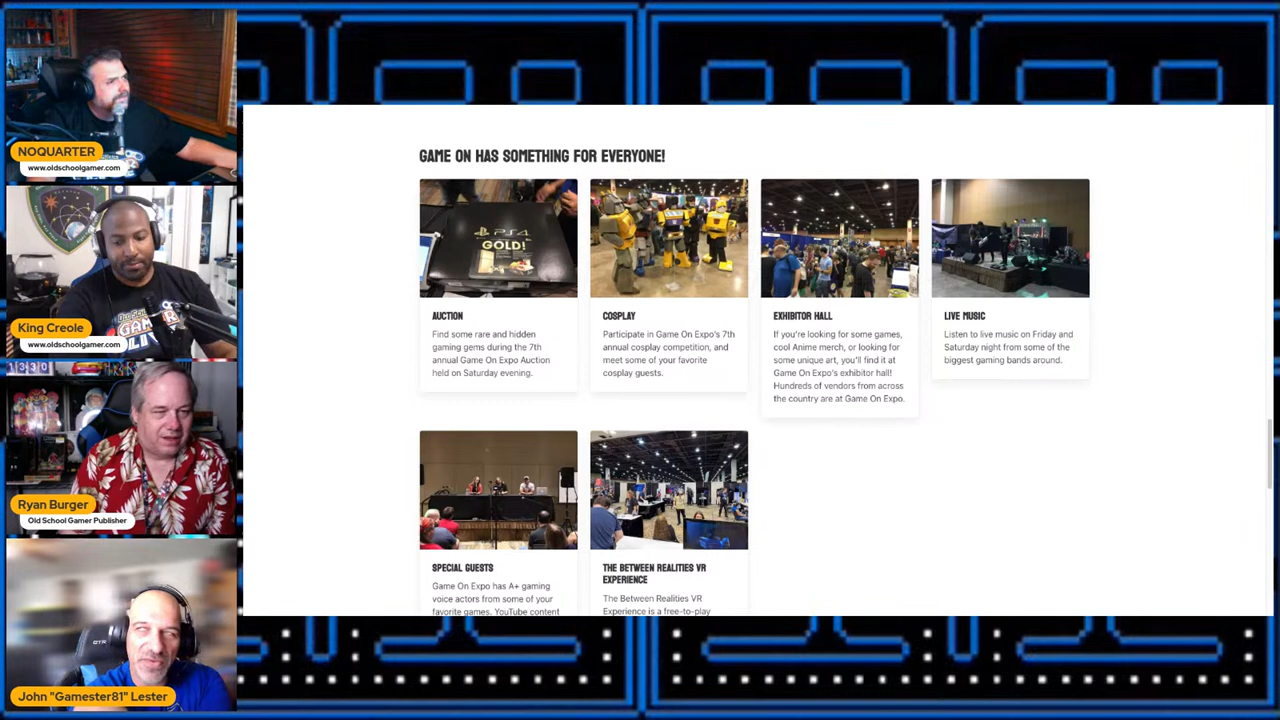 NOQUARTER
www.oldschoolgamer.com
King Creole
www.oldschoolgamer.com
1330
Ryan Burger
Old School Gamer Publisher
John "Gamester81" Lester
GAME ON HAS SOMETHING FOR EVERYONE!
PS4
GOLD!
AUCTION
Find some rare and hidden
gaming gems during the 7th
annual Game On Expo Auction
held on Saturday evening.
COSPLAY
Participate in Game On Expo's 7th
annual cosplay competition, and
meet some of your favorite
cosplay guests.
EXHIBITOR HALL
If you're looking for some games,
cool Anime merch, or looking for
some unique art, you'll find it at
Game On Expo's exhibitor hall!
Hundreds of vendors from across
the country are at Game On Expo.
LIVE MUSIC
Listen to live music on Friday and
Saturday night from some of the
biggest gaming bands around.
SPECIAL GUESTS
Game On Expo has A+ gaming
voice actors from some of your
favorite games, YouTube content
THE BETWEEN REALITIES VR
EXPERIENCE
The Between Realities VR
Experience is a free-to-play